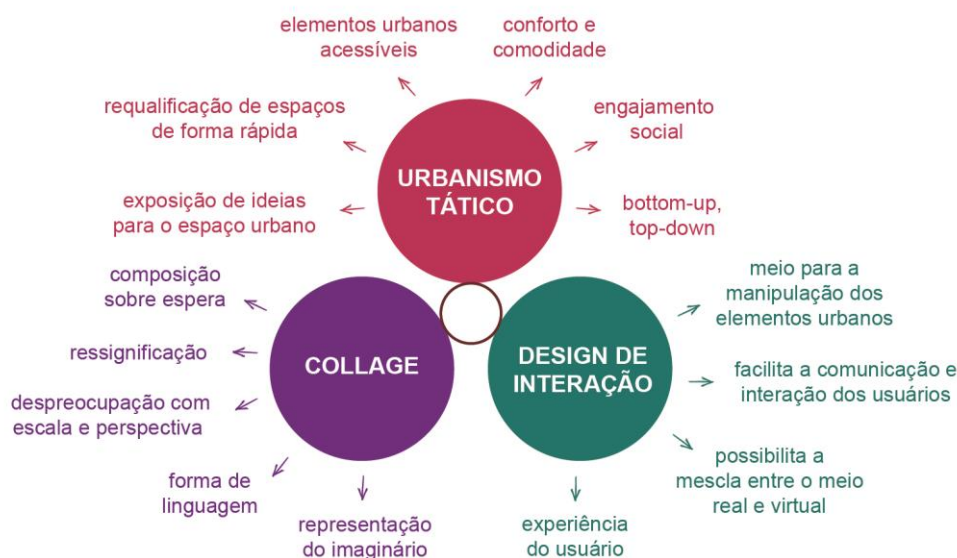 elementos urbanos
acessíveis
conforto e
comodidade
requalificação de espaços
de forma rápida
engajamento
social
URBANISMO
TÁTICO
exposição de ideias
para o espaço urbano
bottom-up,
top-down
composição
sobre espera
meio para a
manipulação dos
elementos urbanos
ressignificação
COLLAGE
DESIGN DE
INTERAÇÃO
facilita a comunicação e
interação dos usuários
despreocupação com
escala e perspectiva
forma de
linguagem
possibilita a
mescla entre o meio
real e virtual
representação
do imaginário
experiência
do usuário